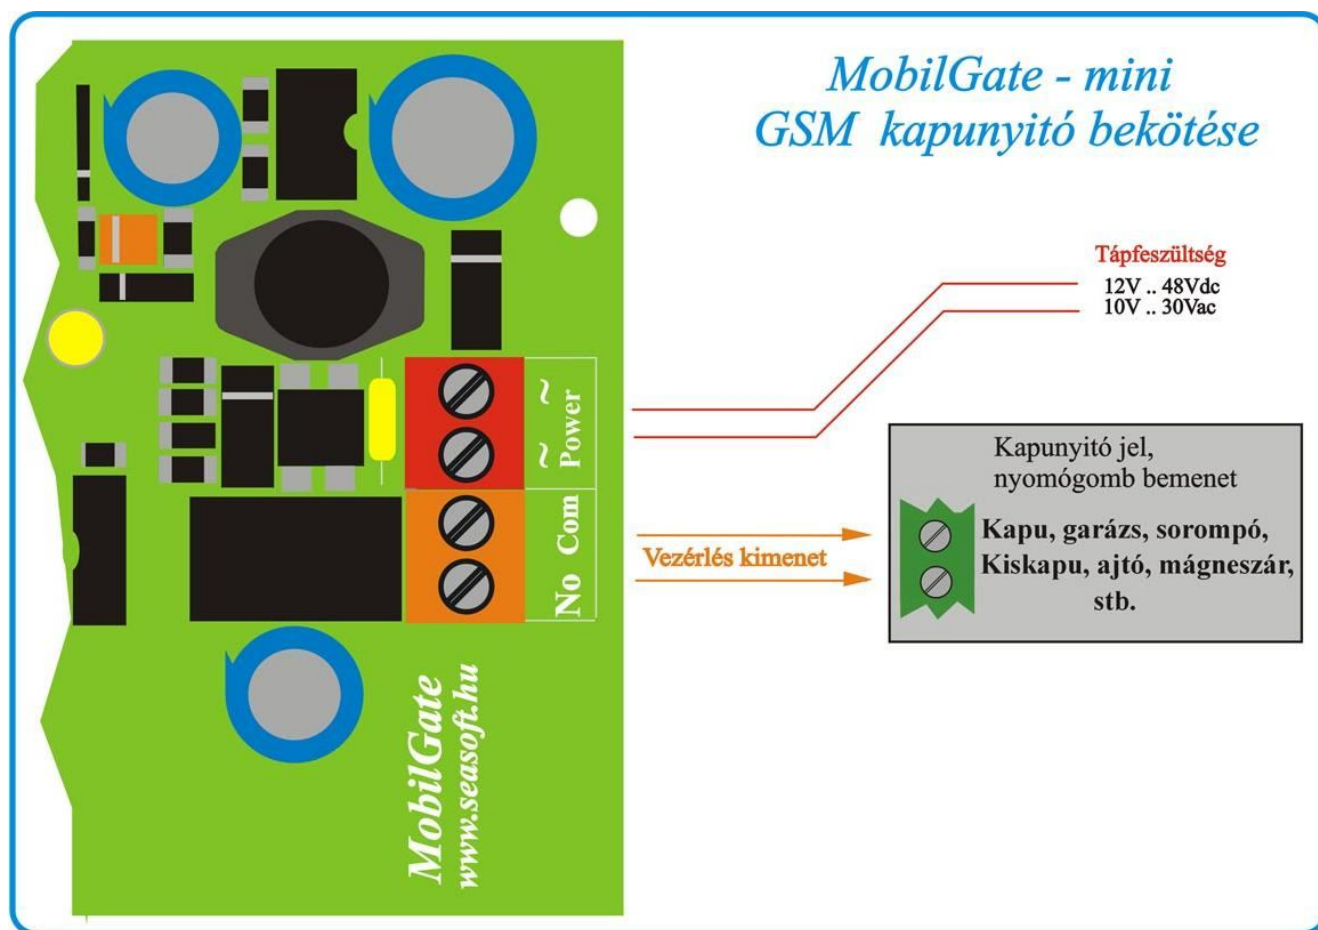 MobilGate - mini
GSM kapunyitó bekötése
Tápfeszültség
12V .. 48Vdc
10V .. 30Vac
~ ~
Power
No Com
Kapunyitó jel,
nyomógomb bemenet
Kapu, garázs, sorompó,
Kiskapu, ajtó, mágneszár,
stb.
Vezérlés kimenet
MobilGate
www.seasoft.hu